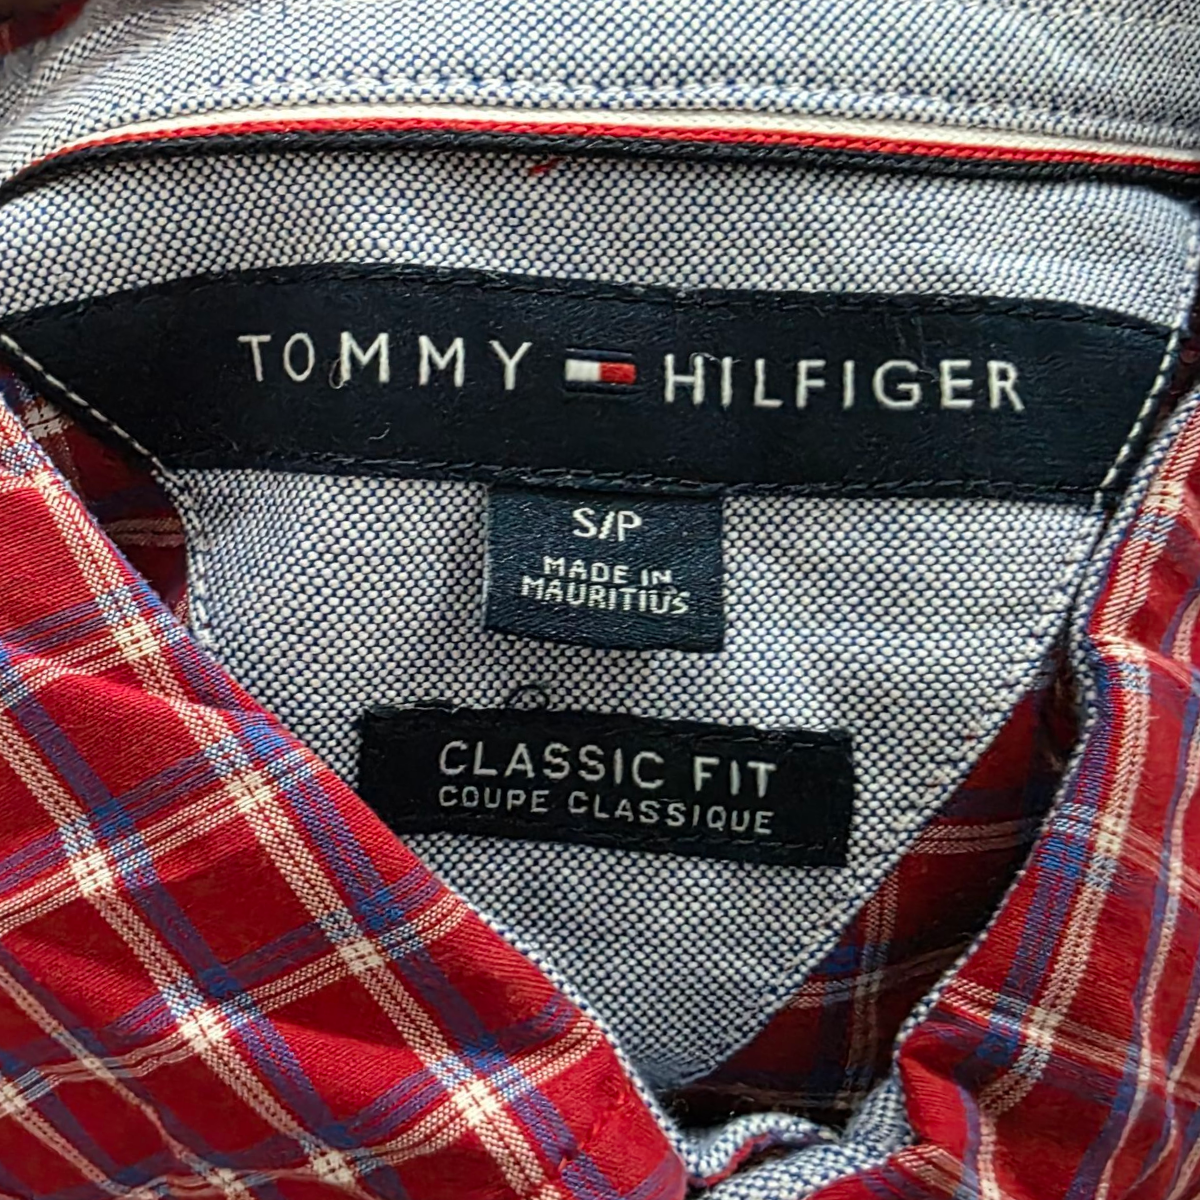 TOMMY HILFIGER
S/P
MADE IN
MAURITIUS
CLASSIC FIT
COUPE CLASSIQUE